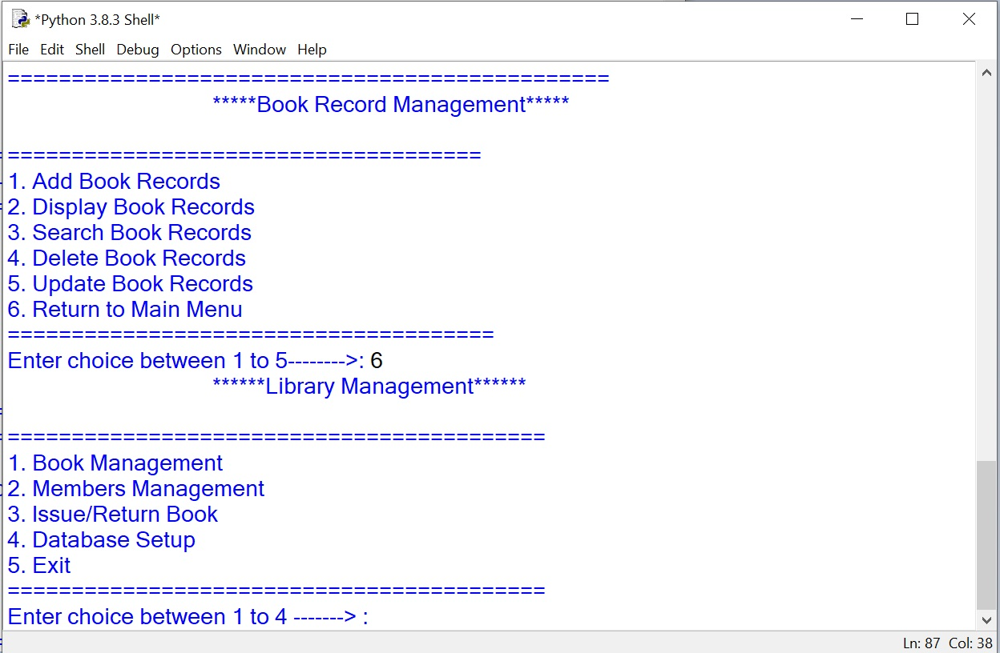 *Python 3.8.3 Shell*
File Edit Shell Debug Options Window Help
===============================================
*****Book Record Management*****
=====================================
1. Add Book Records
2. Display Book Records
3. Search Book Records
4. Delete Book Records
5. Update Book Records
6. Return to Main Menu
======================================
Enter choice between 1 to 5-------->: 6
******Library Management******
==========================================
1. Book Management
2. Members Management
3. Issue/Return Book
4. Database Setup
5. Exit
==========================================
Enter choice between 1 to 4 -------> :
Ln: 87 Col: 38